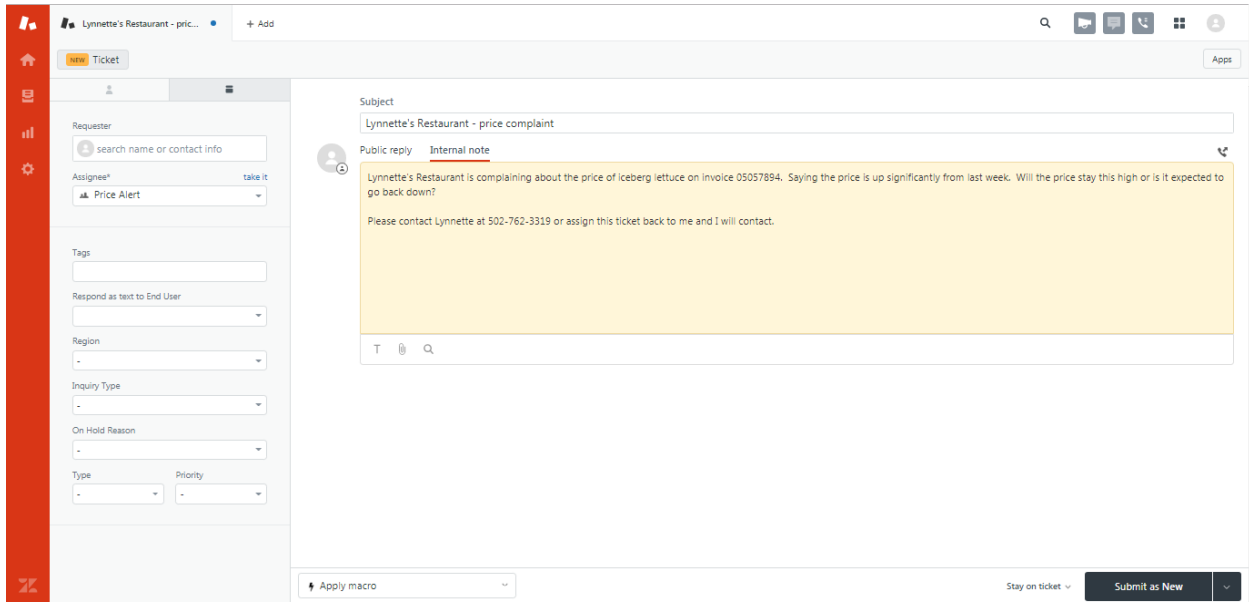 Lynnette's Restaurant - pric...
+ Add
NEW Ticket
Apps
Requester
search name or contact info
Assignee*
take it
Price Alert
Tags
Respond as text to End User
Region
-
Inquiry Type
-
On Hold Reason
-
Type Priority
- -
Subject
Lynnette's Restaurant - price complaint
Public reply Internal note
Lynnette's Restaurant is complaining about the price of iceberg lettuce on invoice 05057894. Saying the price is up significantly from last week. Will the price stay this high or is it expected to
go back down?
Please contact Lynnette at 502-762-3319 or assign this ticket back to me and I will contact.
T
Apply macro
Stay on ticket
Submit as New